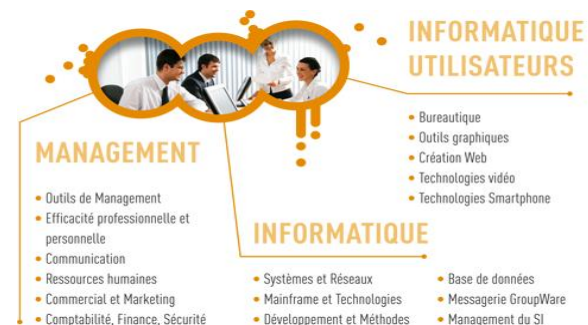 INFORMATIQUE
UTILISATEURS
• Bureautique
• Outils graphiques
• Création Web
• Technologies vidéo
• Technologies Smartphone
MANAGEMENT
• Outils de Management
• Efficacité professionnelle et
personnelle
• Communication
• Ressources humaines
• Commercial et Marketing
• Comptabilité, Finance, Sécurité
INFORMATIQUE
• Systèmes et Réseaux
• Mainframe et Technologies
• Développement et Méthodes
• Base de données
• Messagerie GroupWare
• Management du SI